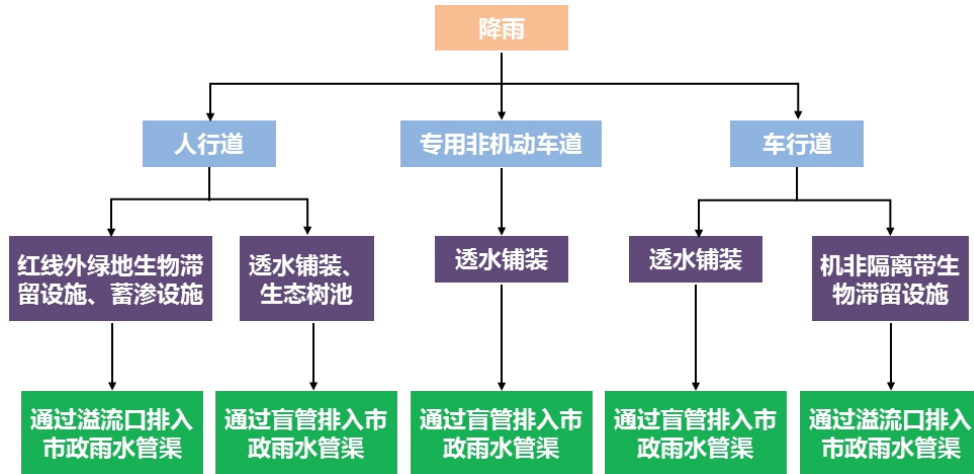 降雨
人行道
专用非机动车道
车行道
红线外绿地生物滞
留设施、蓄渗设施
透水铺装、
生态树池
透水铺装
透水铺装
机非隔离带生
物滞留设施
通过溢流口排入
市政雨水管渠
通过盲管排入市
政雨水管渠
通过盲管排入市
政雨水管渠
通过盲管排入市
政雨水管渠
通过溢流口排入
市政雨水管渠